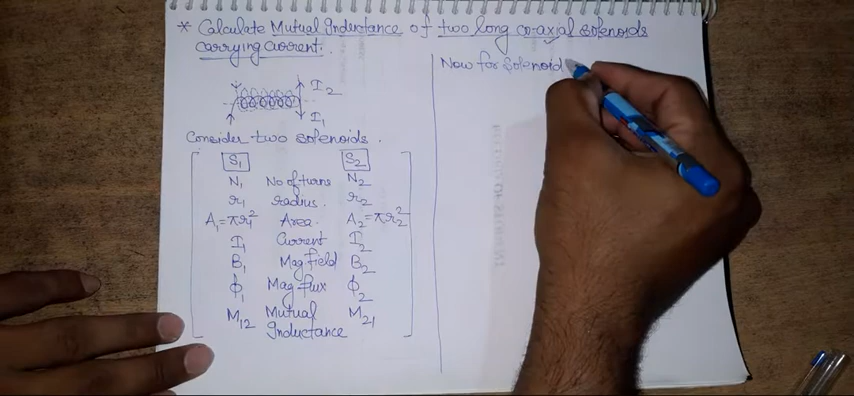 * Calculate Mutual Inductance of two long co-axial solenoids
carrying current.
I2
I1
Consider two solenoids.
S1 S2
N1 No of trans N2
r1 radius. r2
A1=πr1² Area. A2=πr2²
I1 Current I2
B1 Mag field B2
ϕ1 Mag flux ϕ2
M12 Mutual Inductance M21
Now for solenoid